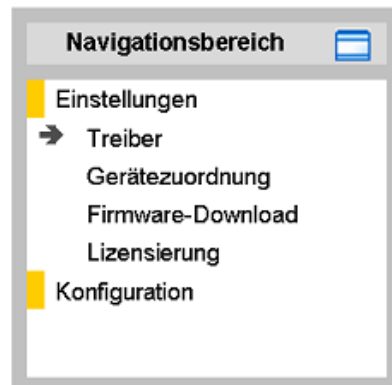 Navigationsbereich
Einstellungen
Treiber
Gerätezuordnung
Firmware-Download
Lizensierung
Konfiguration